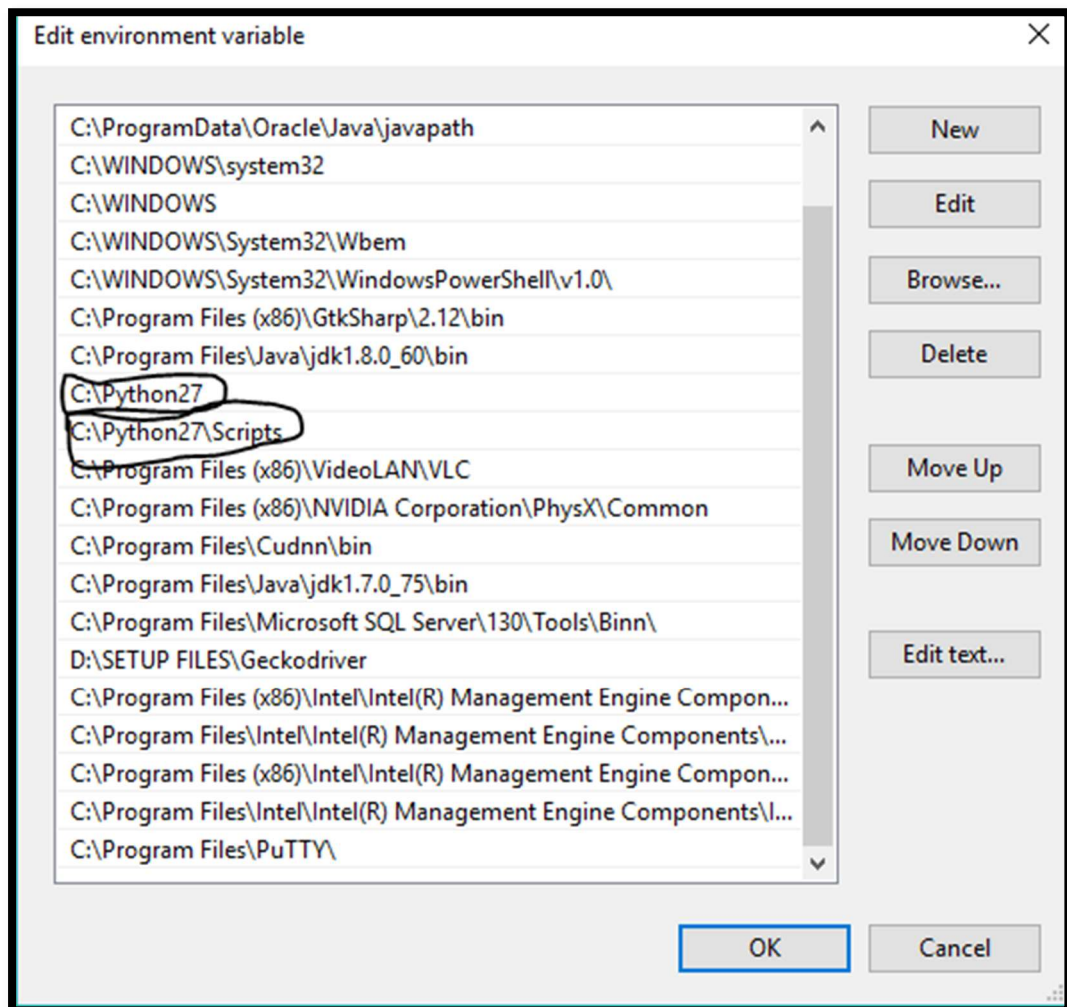 Edit environment variable
C:\ProgramData\Oracle\Java\javapath
New
C:\WINDOWS\system32
C:\WINDOWS
Edit
C:\WINDOWS\System32\Wbem
C:\WINDOWS\System32\WindowsPowerShell\v1.0\
Browse...
C:\Program Files (x86)\GtkSharp\2.12\bin
C:\Program Files\Java\jdk1.8.0_60\bin
Delete
C:\Python27
C:\Python27\Scripts
C:\Program Files (x86)\VideoLAN\VLC
Move Up
C:\Program Files (x86)\NVIDIA Corporation\PhysX\Common
C:\Program Files\Cudnn\bin
Move Down
C:\Program Files\Java\jdk1.7.0_75\bin
C:\Program Files\Microsoft SQL Server\130\Tools\Binn\
D:\SETUP FILES\Geckodriver
Edit text...
C:\Program Files (x86)\Intel\Intel(R) Management Engine Compon...
C:\Program Files\Intel\Intel(R) Management Engine Components\...
C:\Program Files (x86)\Intel\Intel(R) Management Engine Compon...
C:\Program Files\Intel\Intel(R) Management Engine Components\I...
C:\Program Files\PuTTY\
OK
Cancel